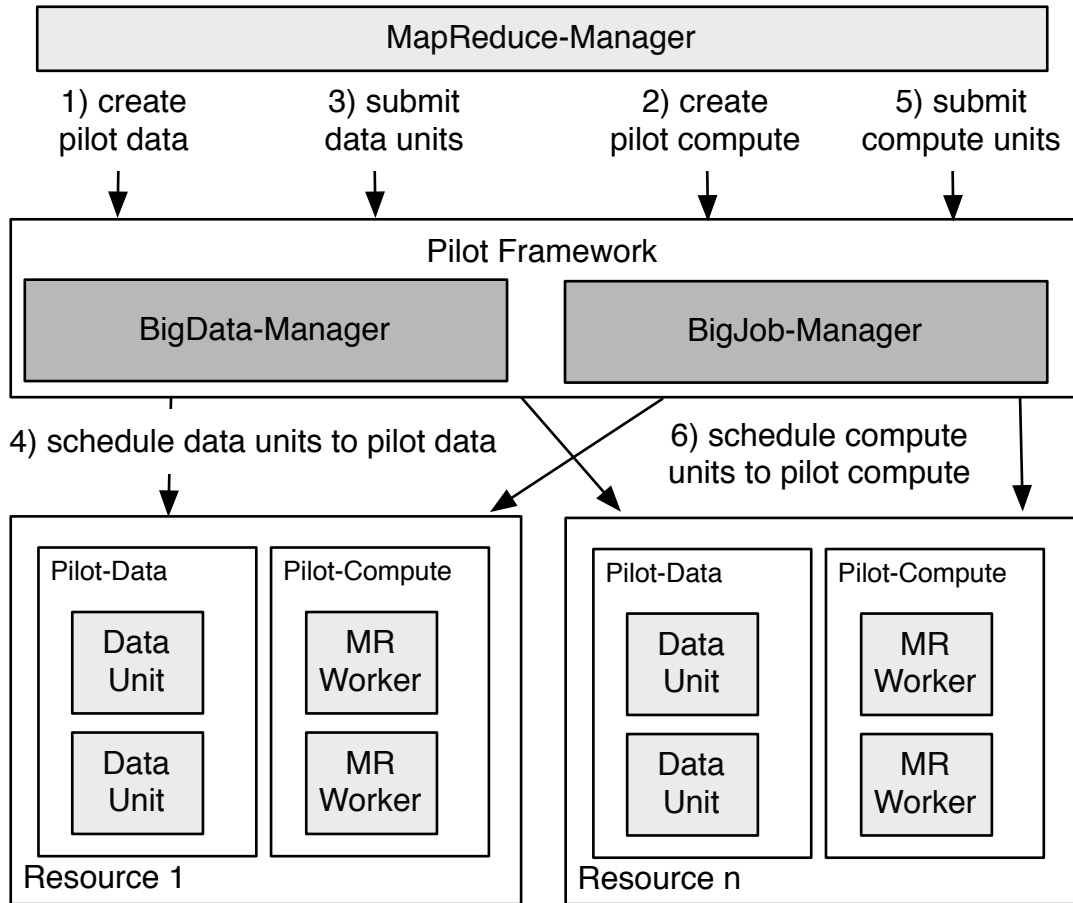 MapReduce-Manager
1) create
pilot data
3) submit
data units
2) create
pilot compute
5) submit
compute units
Pilot Framework
BigData-Manager
BigJob-Manager
4) schedule data units to pilot data
6) schedule compute
units to pilot compute
Pilot-Data
Data
Unit
Data
Unit
Pilot-Compute
MR
Worker
MR
Worker
Resource 1
Pilot-Data
Data
Unit
Data
Unit
Pilot-Compute
MR
Worker
MR
Worker
Resource n